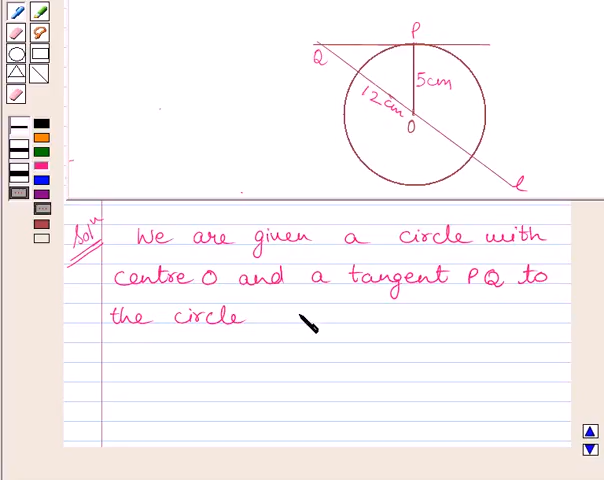 P
Q
5cm
12cm
O
l
Solⁿ
We are given a circle with
centre O and a tangent PQ to
the circle